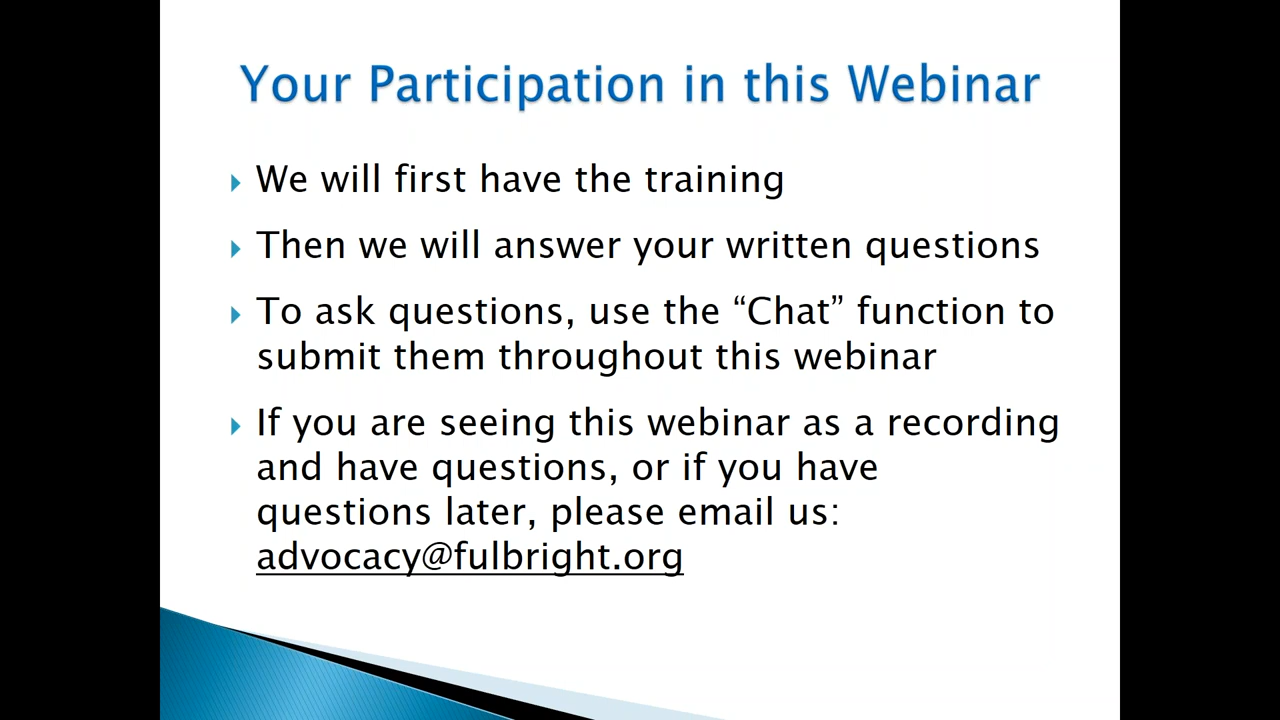 Your Participation in this Webinar
We will first have the training
Then we will answer your written questions
To ask questions, use the “Chat” function to
submit them throughout this webinar
If you are seeing this webinar as a recording
and have questions, or if you have
questions later, please email us:
advocacy@fulbright.org